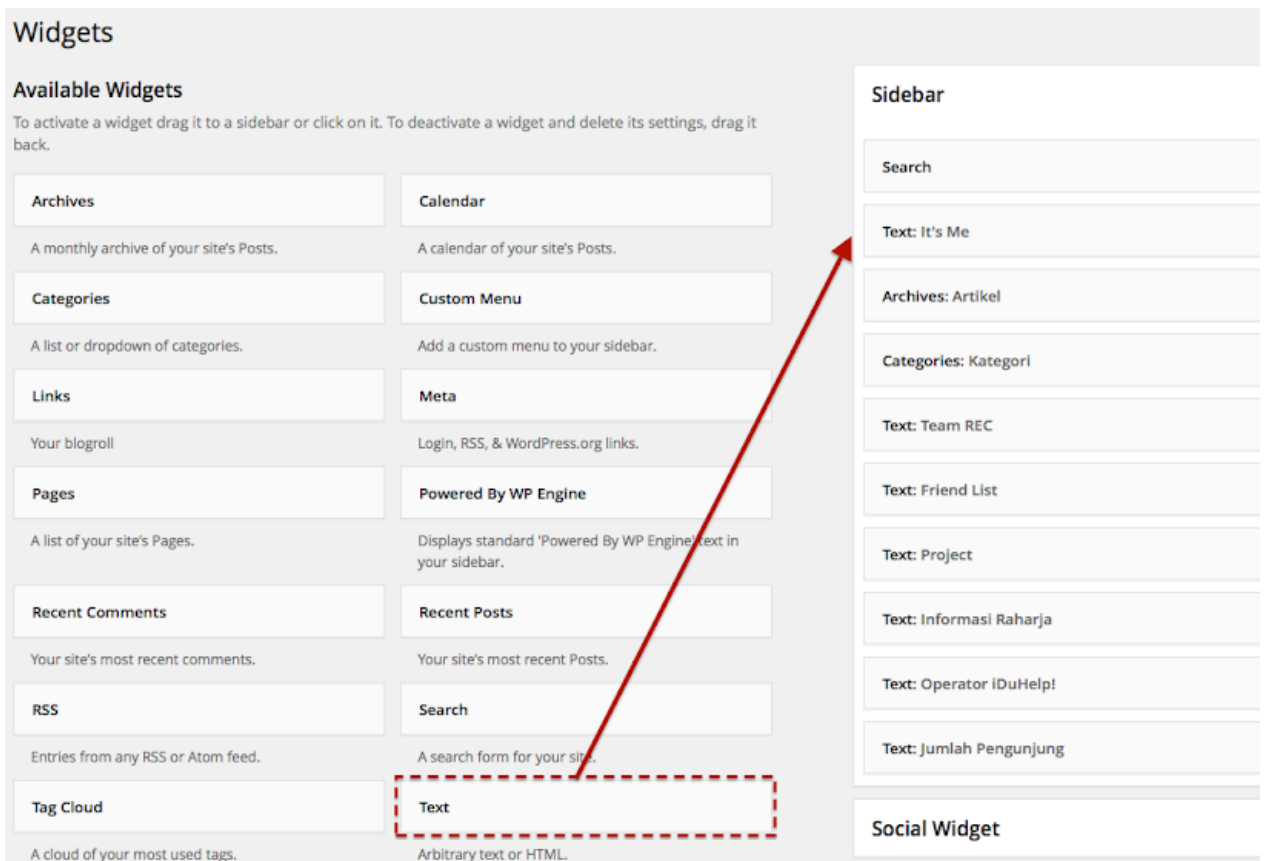 Widgets
Available Widgets
To activate a widget drag it to a sidebar or click on it. To deactivate a widget and delete its settings, drag it
back.
Archives
Calendar
A monthly archive of your site's Posts.
A calendar of your site's Posts.
Categories
Custom Menu
A list or dropdown of categories.
Add a custom menu to your sidebar.
Links
Meta
Your blogroll
Login, RSS, & WordPress.org links.
Pages
Powered By WP Engine
A list of your site's Pages.
Displays standard 'Powered By WP Engine' text in
your sidebar.
Recent Comments
Recent Posts
Your site's most recent comments.
Your site's most recent Posts.
RSS
Search
Entries from any RSS or Atom feed.
A search form for your site.
Tag Cloud
Text
A cloud of your most used tags.
Arbitrary text or HTML.
Sidebar
Search
Text: It's Me
Archives: Artikel
Categories: Kategori
Text: Team REC
Text: Friend List
Text: Project
Text: Informasi Raharja
Text: Operator iDuHelp!
Text: Jumlah Pengunjung
Social Widget